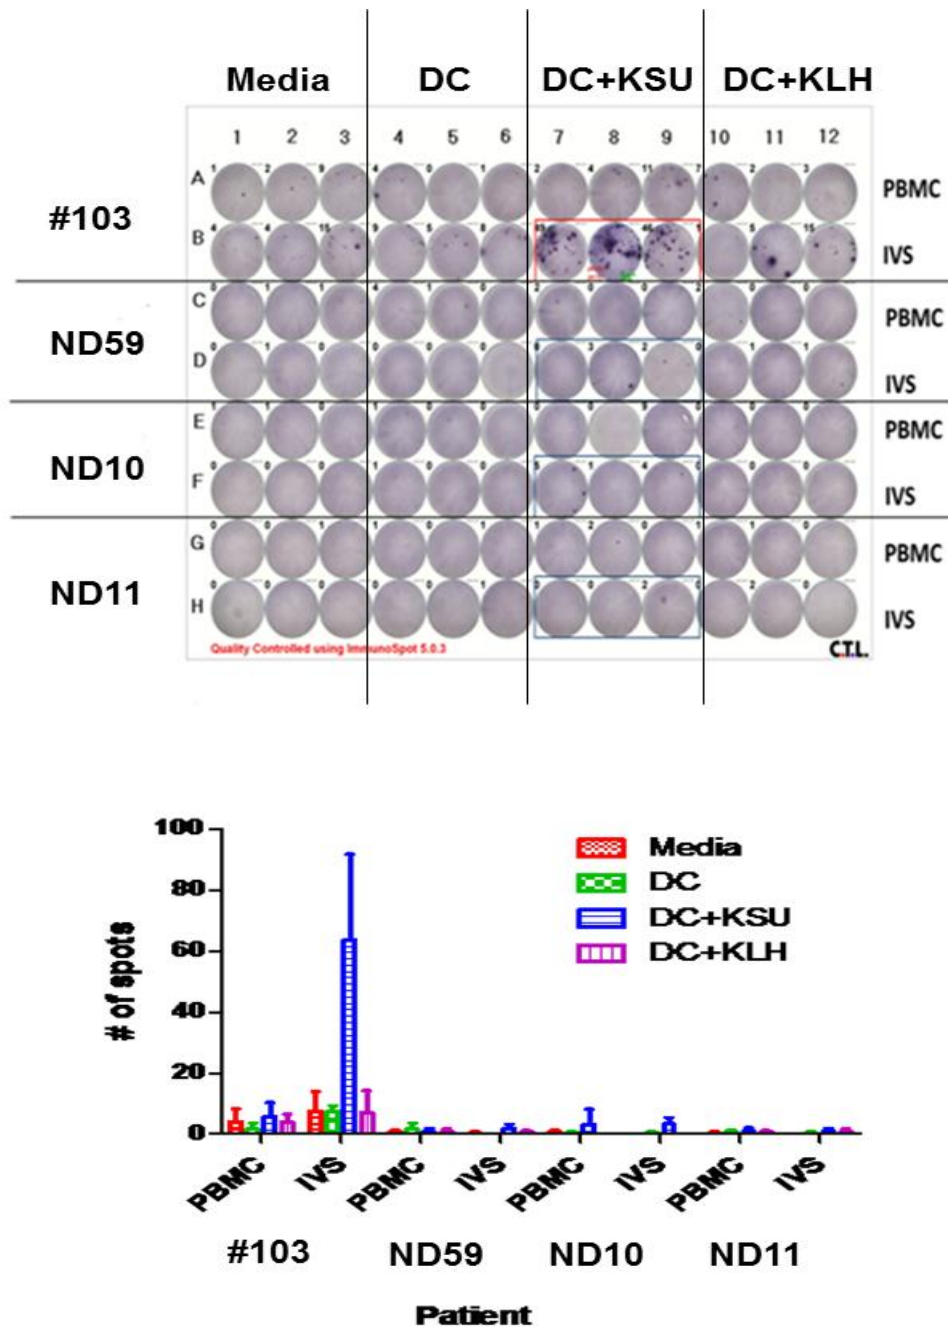 Media DC DC+KSU DC+KLH
1 2 3 4 5 6 7 8 9 10 11 12
#103
A PBMC
B IVS
ND59
C PBMC
D IVS
ND10
E PBMC
F IVS
ND11
G PBMC
H IVS
Quality Controlled using ImmunoSpot 5.0.3
C.T.L.
100
80
60
40
20
0
# of spots
Media
DC
DC+KSU
DC+KLH
PBMC IVS PBMC IVS PBMC IVS PBMC IVS
#103 ND59 ND10 ND11
Patient